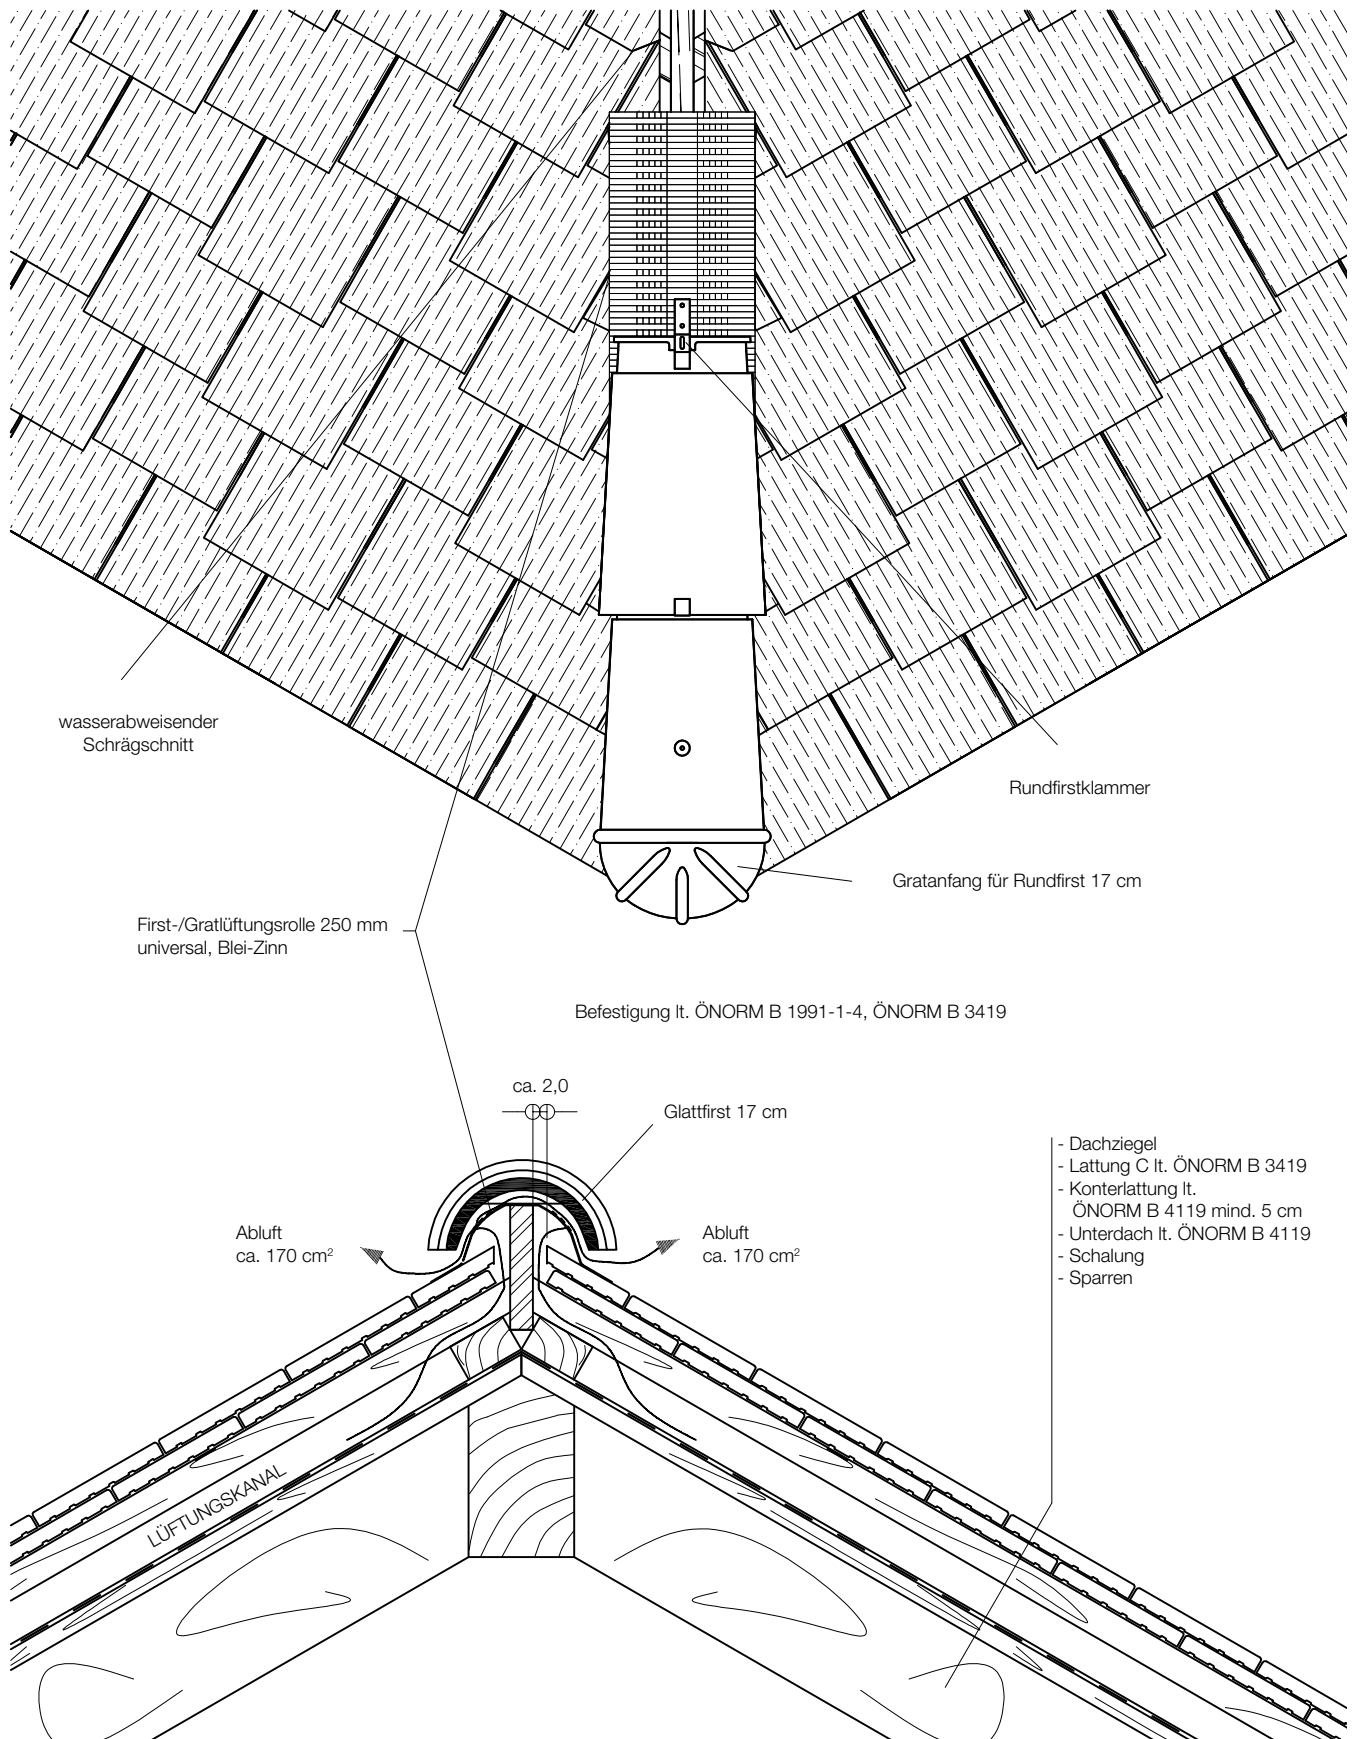 wasserabweisender
Schrägschnitt
Rundfirstklammer
Gratanfang für Rundfirst 17 cm
First-/Gratlüftungsrolle 250 mm
universal, Blei-Zinn
Befestigung lt. ÖNORM B 1991-1-4, ÖNORM B 3419
ca. 2,0
Glattfirst 17 cm
Abluft
ca. 170 cm²
Abluft
ca. 170 cm²
- Dachziegel
- Lattung C lt. ÖNORM B 3419
- Konterlattung lt.
ÖNORM B 4119 mind. 5 cm
- Unterdach lt. ÖNORM B 4119
- Schalung
- Sparren
LÜFTUNGSKANAL